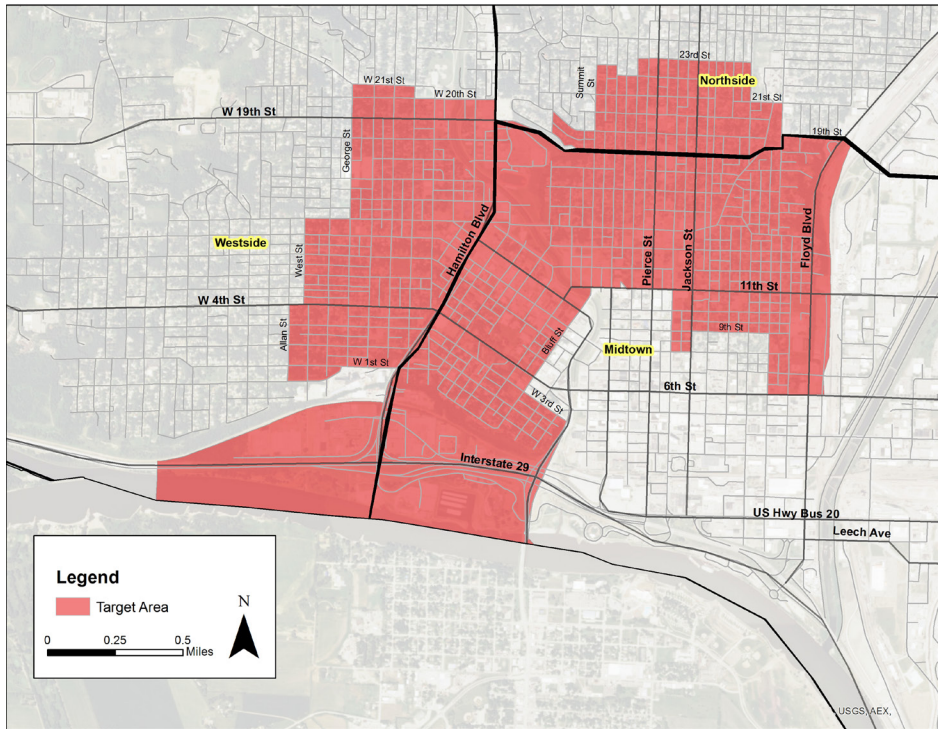 23rd St
Summit St
Northside
W 21st St
W 20th St
21st St
W 19th St
19th St
George St
Hamilton Blvd
Floyd Blvd
Westside
West St
Pierce St
Jackson St
11th St
W 4th St
Allan St
Bluff St
9th St
Midtown
W 1st St
6th St
W 3rd St
Interstate 29
US Hwy Bus 20
Leech Ave
Legend
Target Area
N
0 0.25 0.5
Miles
USGS, AEX,